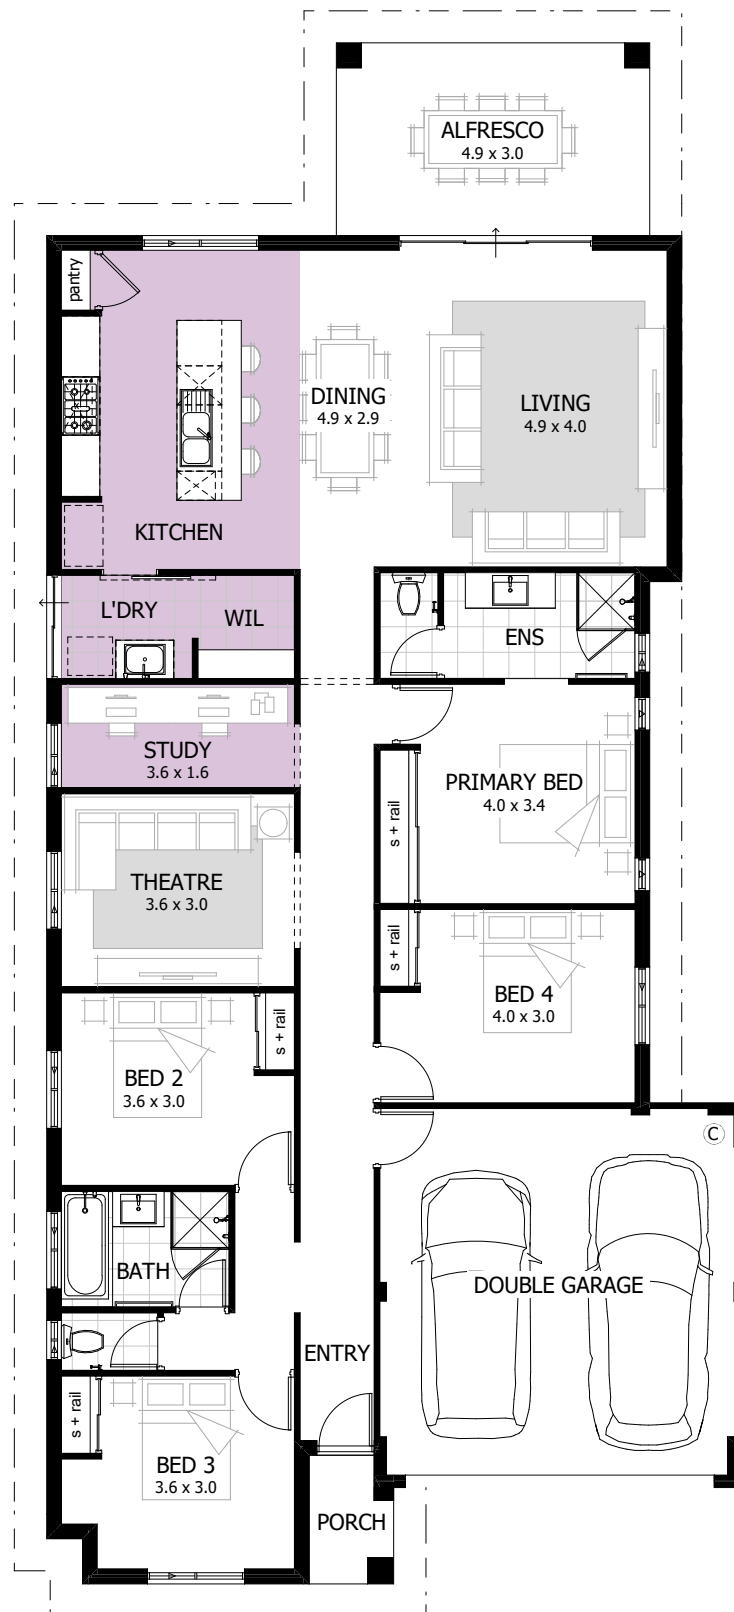 ALFRESCO
4.9 x 3.0
pantry
DINING
4.9 x 2.9
LIVING
4.9 x 4.0
KITCHEN
L'DRY
WIL
ENS
STUDY
3.6 x 1.6
PRIMARY BED
4.0 x 3.4
s + rail
THEATRE
3.6 x 3.0
s + rail
BED 4
4.0 x 3.0
s + rail
BED 2
3.6 x 3.0
C
BATH
DOUBLE GARAGE
ENTRY
s + rail
BED 3
3.6 x 3.0
PORCH